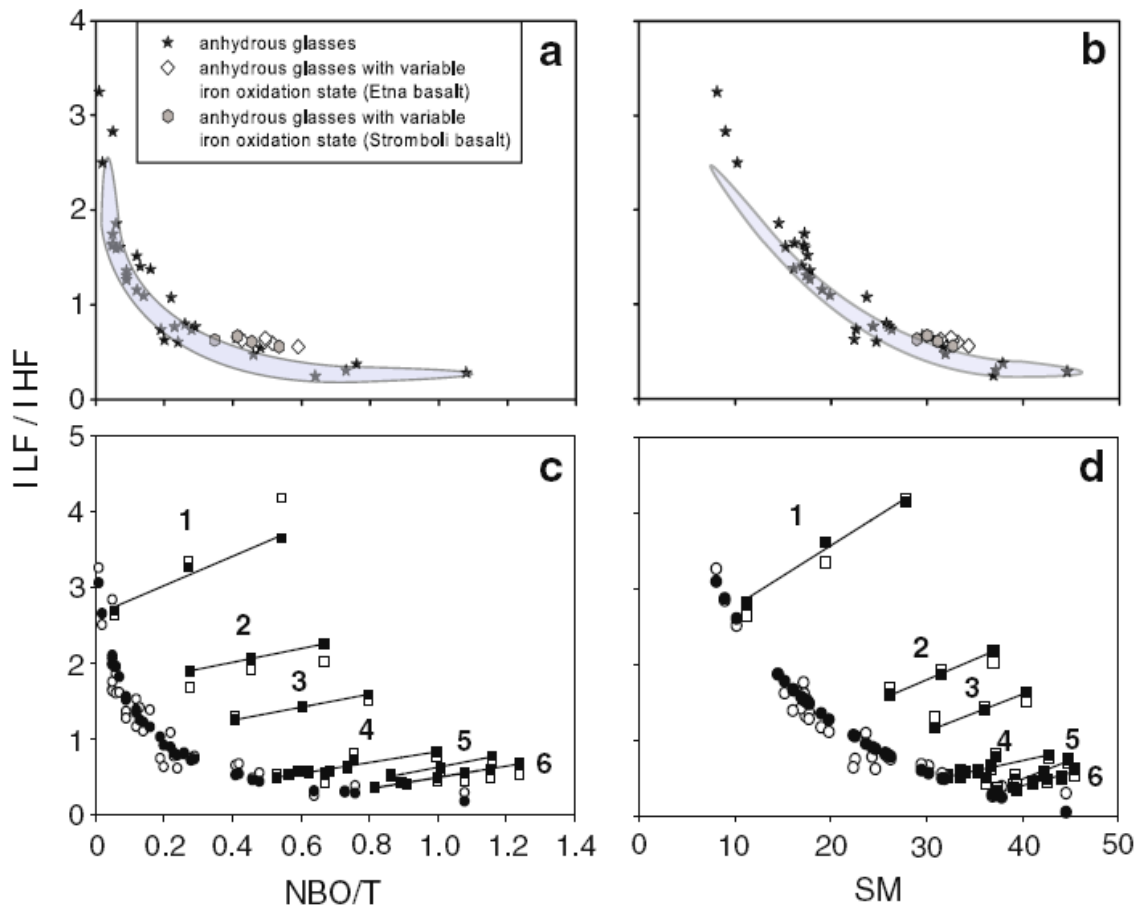 4
3
2
1
0
anhydrous glasses
anhydrous glasses with variable
iron oxidation state (Etna basalt)
anhydrous glasses with variable
iron oxidation state (Stromboli basalt)
a
b
I LF / I HF
5
4
3
2
1
0
1
2
3
4
5
6
c
1
2
3
4
5
6
d
0 0.2 0.4 0.6 0.8 1.0 1.2 1.4
0 10 20 30 40 50
NBO/T
SM